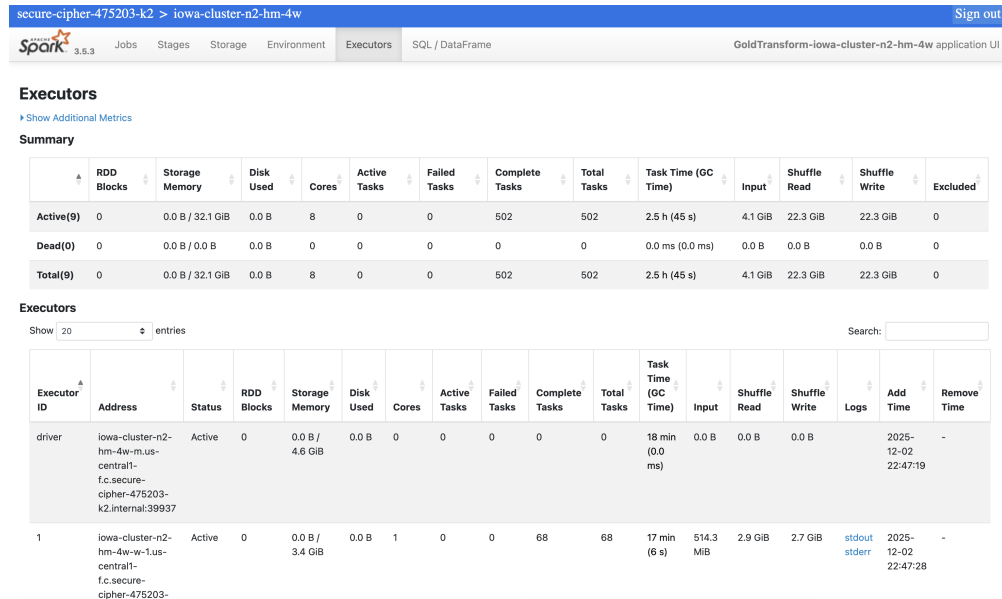 secure-cipher-475203-k2 > iowa-cluster-n2-hm-4w Sign out
APACHE Spark 3.5.3 Jobs Stages Storage Environment Executors SQL / DataFrame GoldTransform-iowa-cluster-n2-hm-4w application UI
Executors
Show Additional Metrics
Summary
RDD Blocks Storage Memory Disk Used Cores Active Tasks Failed Tasks Complete Tasks Total Tasks Task Time (GC Time) Input Shuffle Read Shuffle Write Excluded
Active(9) 0 0.0 B / 32.1 GiB 0.0 B 8 0 0 502 502 2.5 h (45 s) 4.1 GiB 22.3 GiB 22.3 GiB 0
Dead(0) 0 0.0 B / 0.0 B 0.0 B 0 0 0 0 0 0.0 ms (0.0 ms) 0.0 B 0.0 B 0.0 B 0
Total(9) 0 0.0 B / 32.1 GiB 0.0 B 8 0 0 502 502 2.5 h (45 s) 4.1 GiB 22.3 GiB 22.3 GiB 0
Executors
Show 20 entries Search:
Executor ID Address Status RDD Blocks Storage Memory Disk Used Cores Active Tasks Failed Tasks Complete Tasks Total Tasks Task Time (GC Time) Input Shuffle Read Shuffle Write Logs Add Time Remove Time
driver iowa-cluster-n2- Active 0 0.0 B / 0.0 B 0 0 0 0 0 18 min 0.0 B 0.0 B 0.0 B 2025- -
hm-4w-m.us- 4.6 GiB (0.0 12-02
central1- ms) 22:47:19
f.c.secure-
cipher-475203-
k2.internal:39937
1 iowa-cluster-n2- Active 0 0.0 B / 0.0 B 1 0 0 68 68 17 min 514.3 2.9 GiB 2.7 GiB stdout 2025- -
hm-4w-w-1.us- 3.4 GiB (6 s) MiB stderr 12-02
central1- 22:47:28
f.c.secure-
cipher-475203-